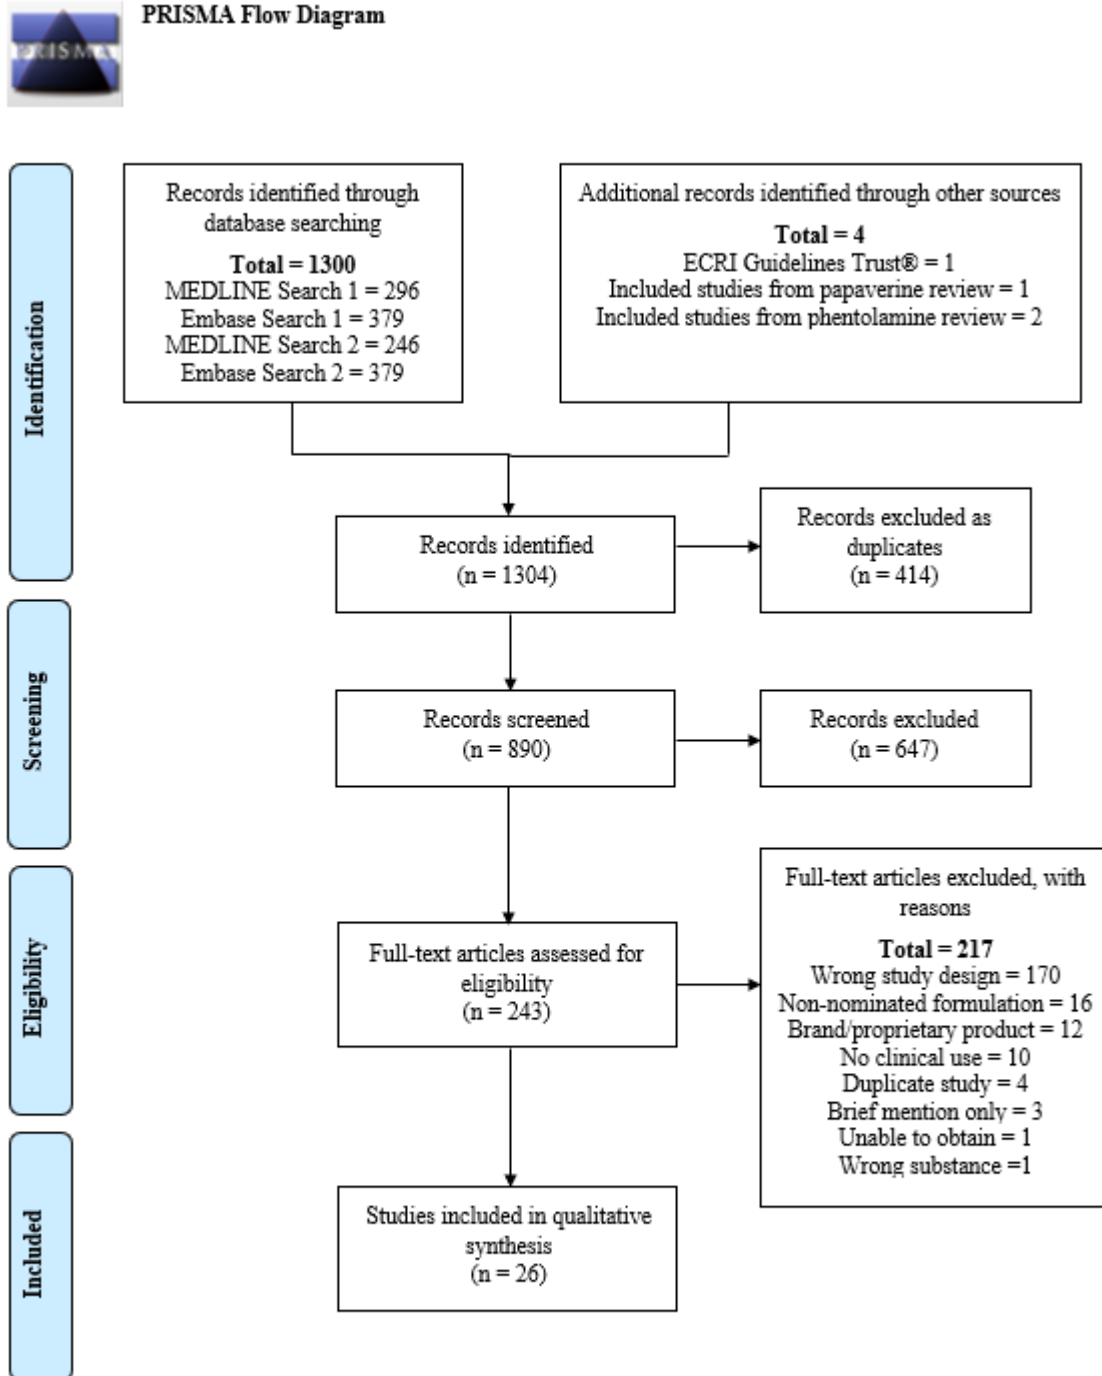 PRISMA
PRISMA Flow Diagram
Identification
Records identified through
database searching
Total = 1300
MEDLINE Search 1 = 296
Embase Search 1 = 379
MEDLINE Search 2 = 246
Embase Search 2 = 379
Additional records identified through other sources
Total = 4
ECRI Guidelines Trust® = 1
Included studies from papaverine review = 1
Included studies from phentolamine review = 2
Records identified
(n = 1304)
Records excluded as
duplicates
(n = 414)
Screening
Records screened
(n = 890)
Records excluded
(n = 647)
Eligibility
Full-text articles assessed for
eligibility
(n = 243)
Full-text articles excluded, with
reasons
Total = 217
Wrong study design = 170
Non-nominated formulation = 16
Brand/proprietary product = 12
No clinical use = 10
Duplicate study = 4
Brief mention only = 3
Unable to obtain = 1
Wrong substance =1
Included
Studies included in qualitative
synthesis
(n = 26)